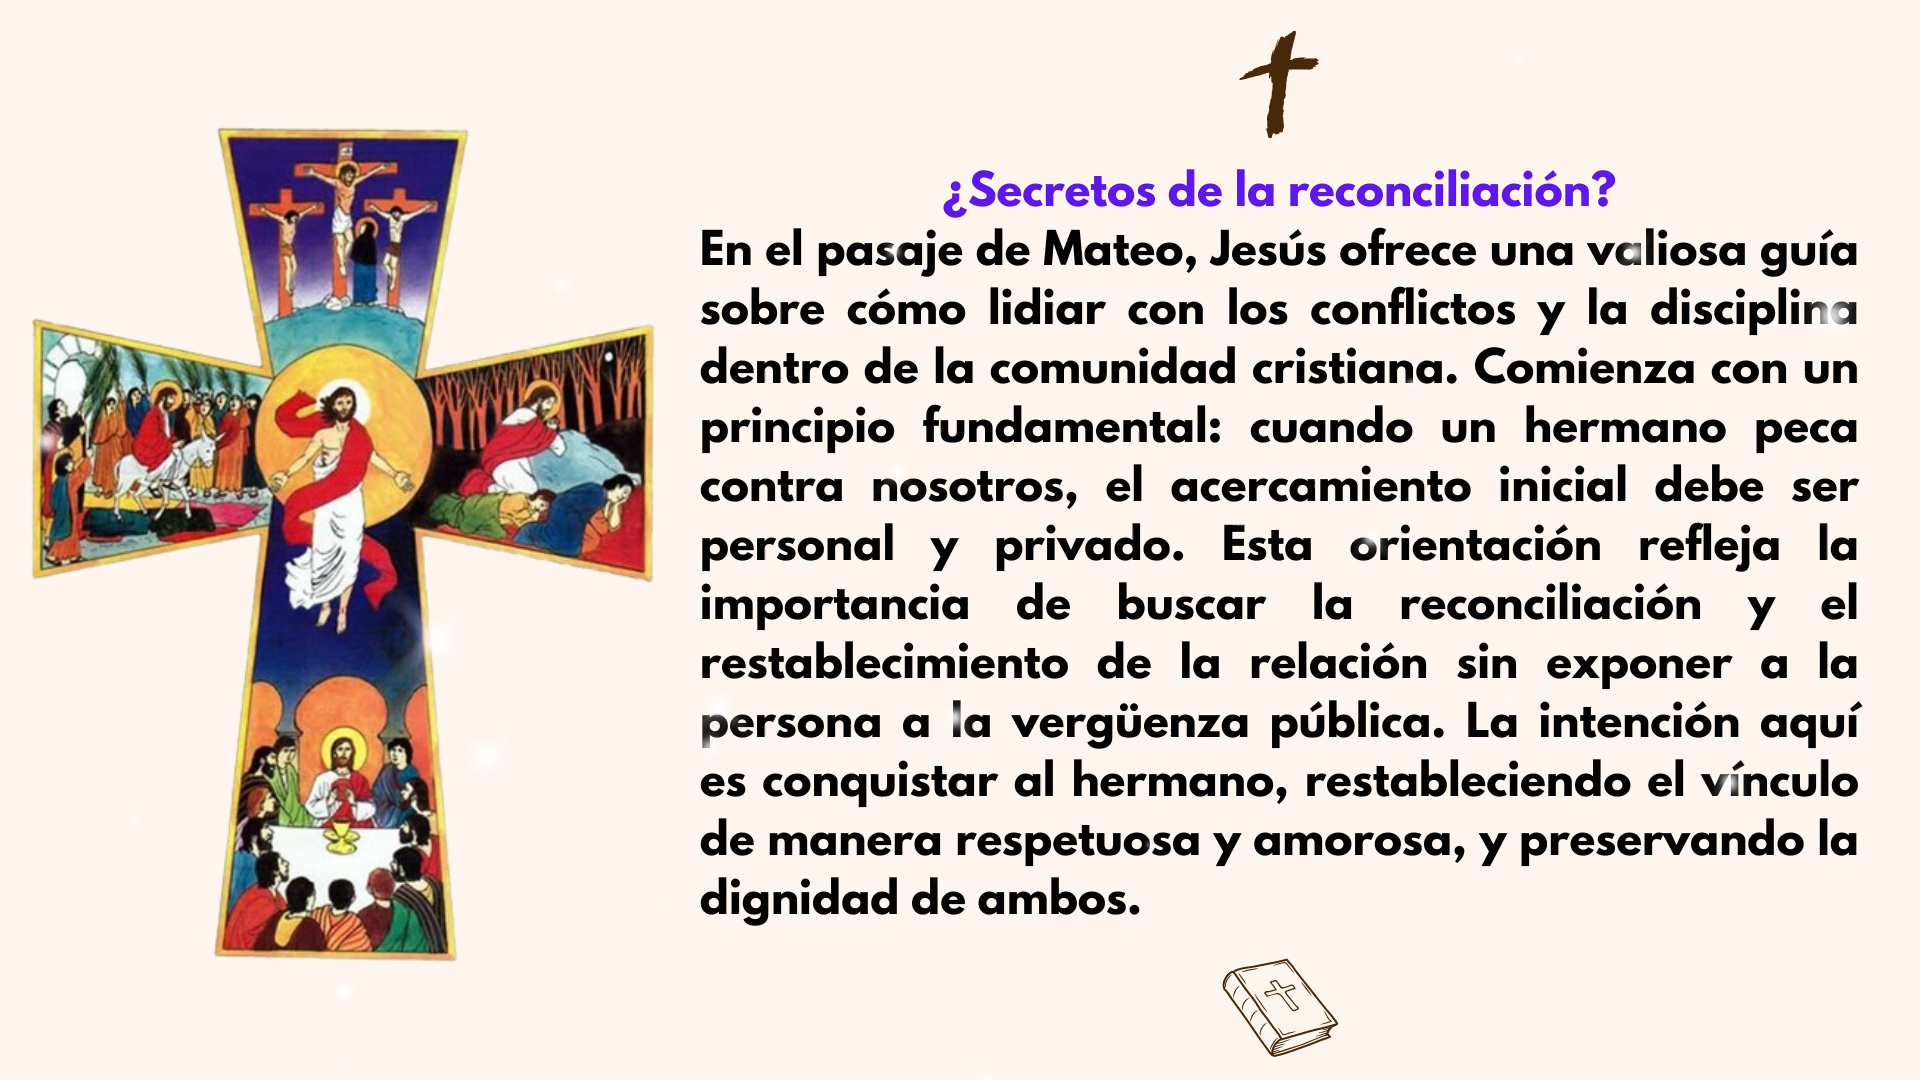 ¿Secretos de la reconciliación?
En el pasaje de Mateo, Jesús ofrece una valiosa guía
sobre cómo lidiar con los conflictos y la disciplina
dentro de la comunidad cristiana. Comienza con un
principio fundamental: cuando un hermano peca
contra nosotros, el acercamiento inicial debe ser
personal y privado. Esta orientación refleja la
importancia de buscar la reconciliación y el
restablecimiento de la relación sin exponer a la
persona a la vergüenza pública. La intención aquí
es conquistar al hermano, restableciendo el vínculo
de manera respetuosa y amorosa, y preservando la
dignidad de ambos.